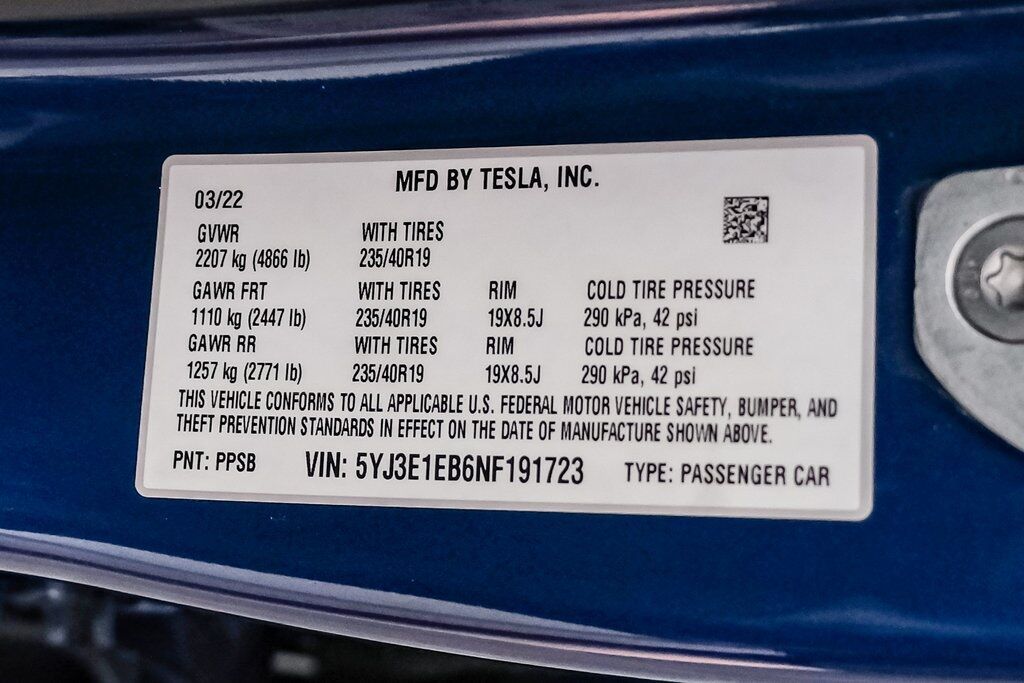 MFD BY TESLA, INC.
03/22
GVWR WITH TIRES
2207 kg (4866 lb) 235/40R19
GAWR FRT WITH TIRES RIM COLD TIRE PRESSURE
1110 kg (2447 lb) 235/40R19 19X8.5J 290 kPa, 42 psi
GAWR RR WITH TIRES RIM COLD TIRE PRESSURE
1257 kg (2771 lb) 235/40R19 19X8.5J 290 kPa, 42 psi
THIS VEHICLE CONFORMS TO ALL APPLICABLE U.S. FEDERAL MOTOR VEHICLE SAFETY, BUMPER, AND
THEFT PREVENTION STANDARDS IN EFFECT ON THE DATE OF MANUFACTURE SHOWN ABOVE.
PNT: PPSB VIN: 5YJ3E1EB6NF191723 TYPE: PASSENGER CAR